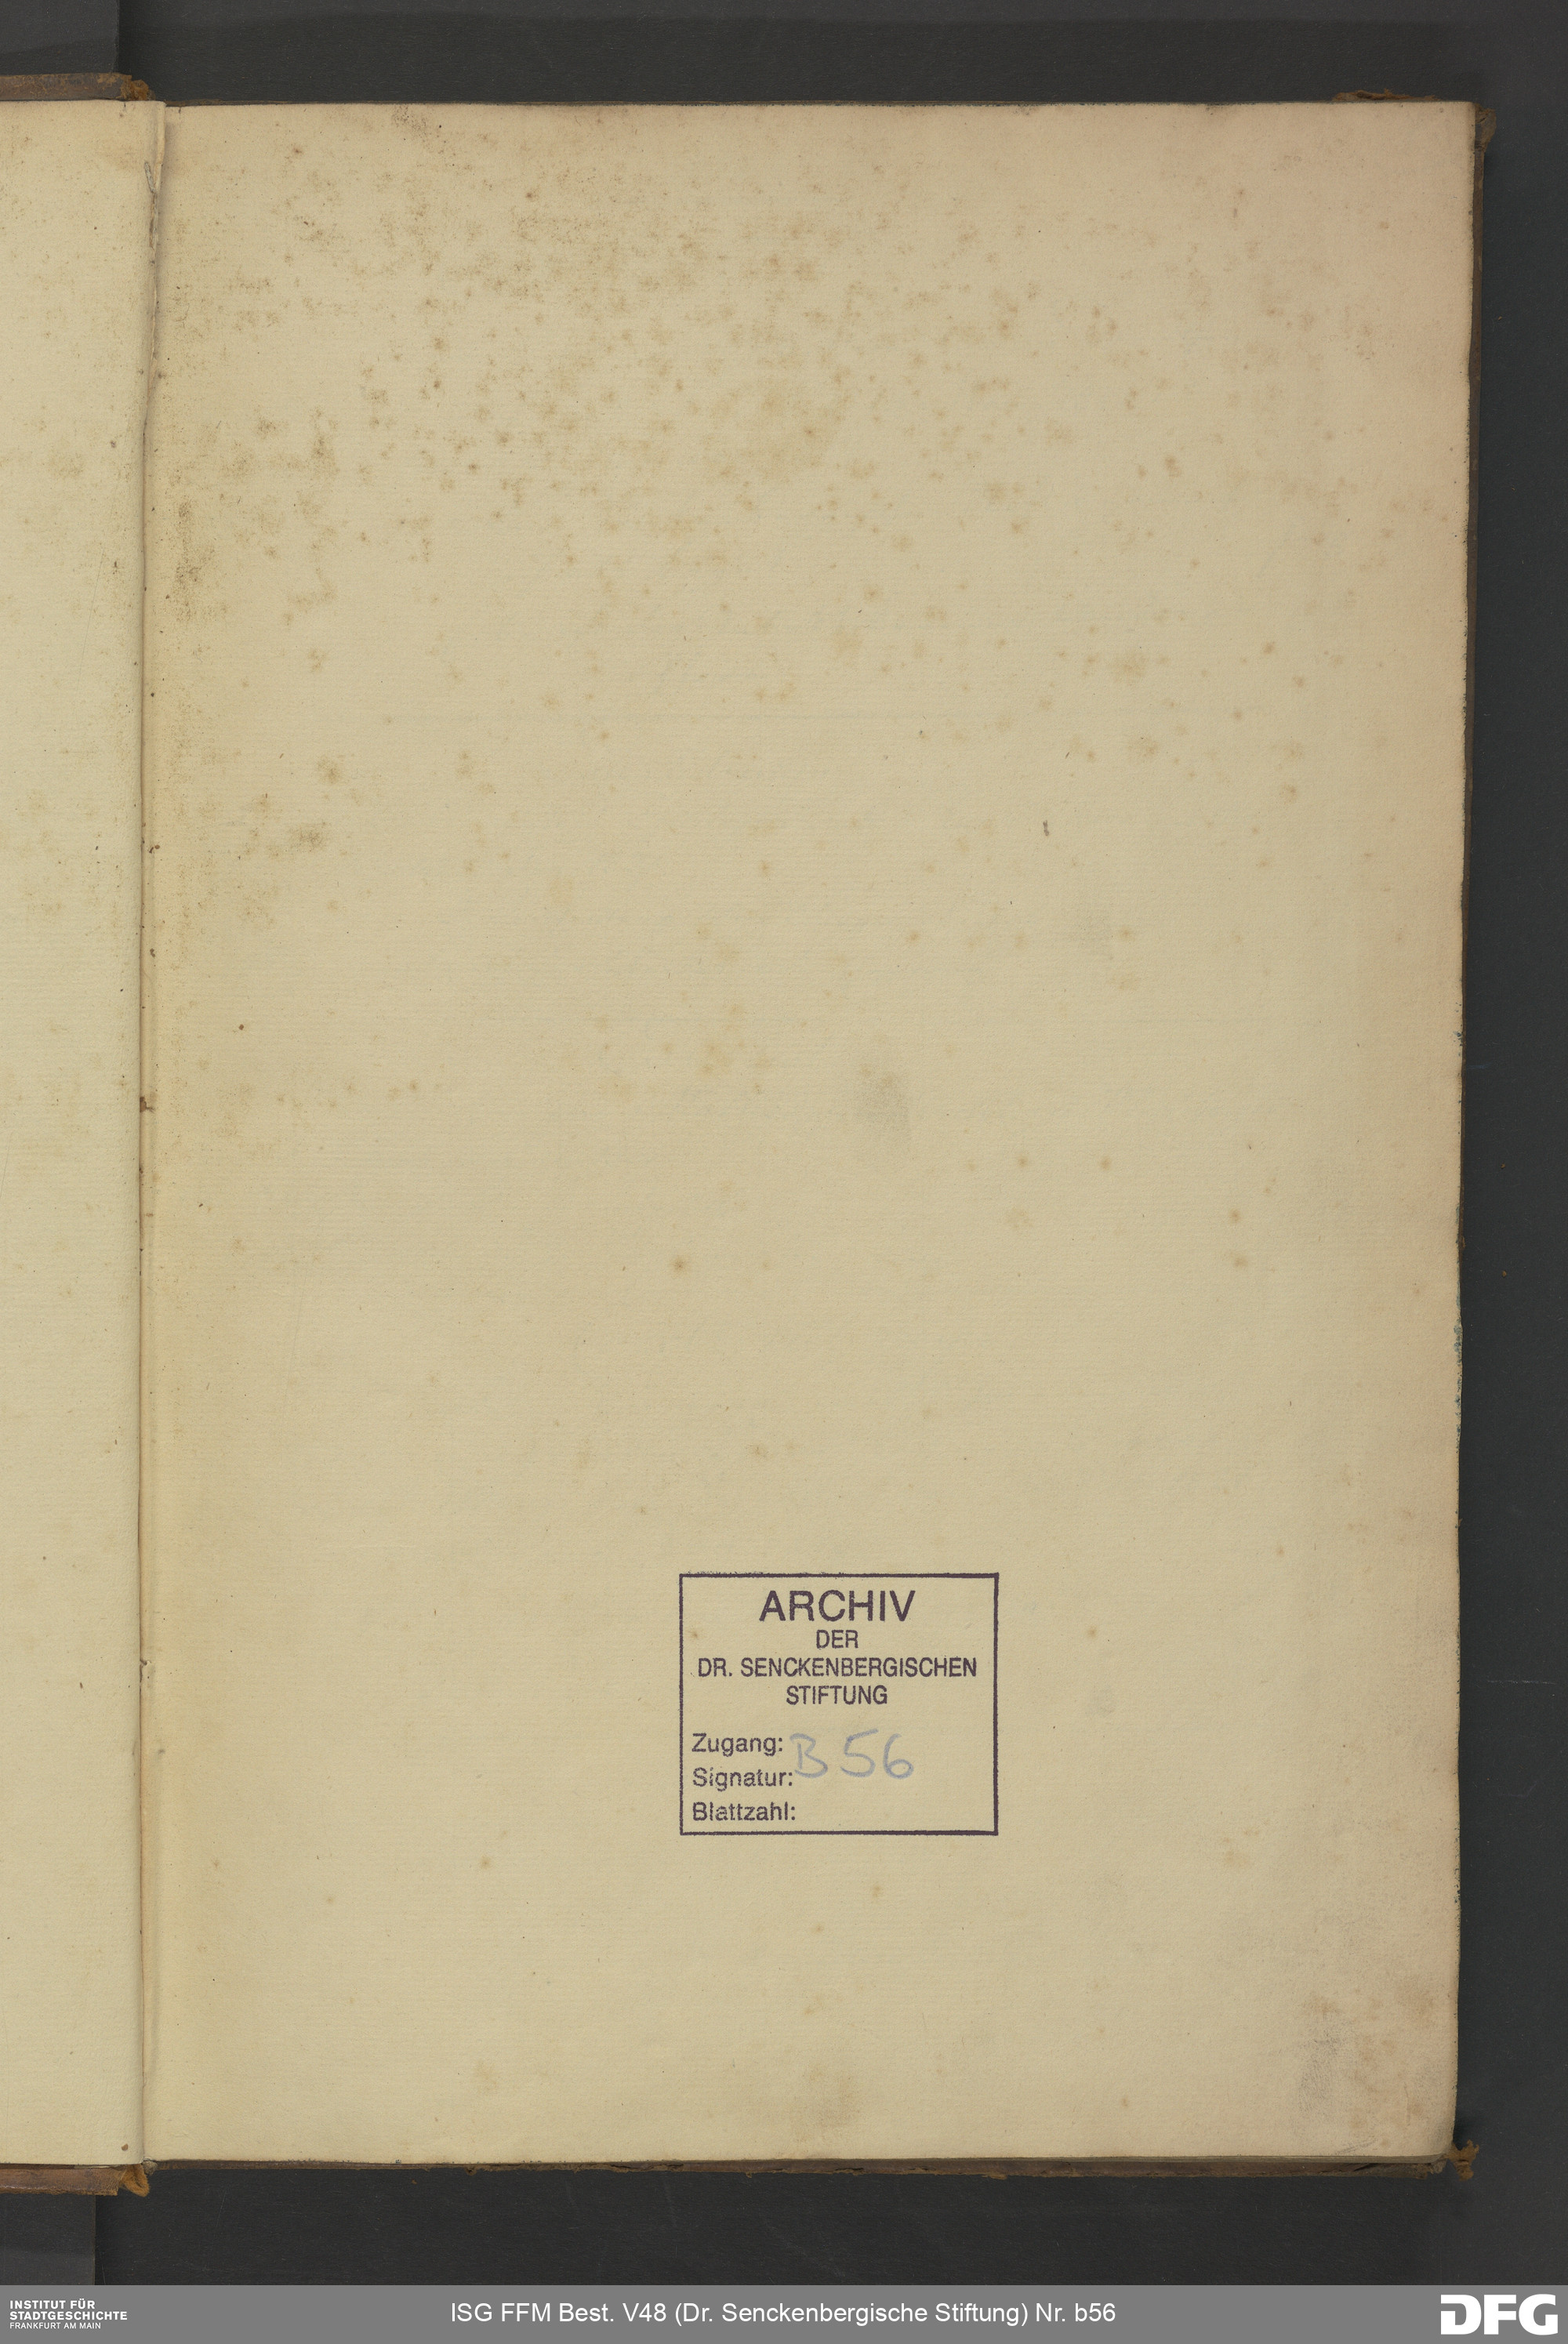 ARCHIV
DER
DR. SENCKENBERGISCHEN
STIFTUNG
Zugang: B 56
Signatur:
Blattzahl:
INSTITUT FÜR
STADTGESCHICHTE
FRANKFURT AM MAIN
ISG FFM Best. V48 (Dr. Senckenbergische Stiftung) Nr. b56
DFG